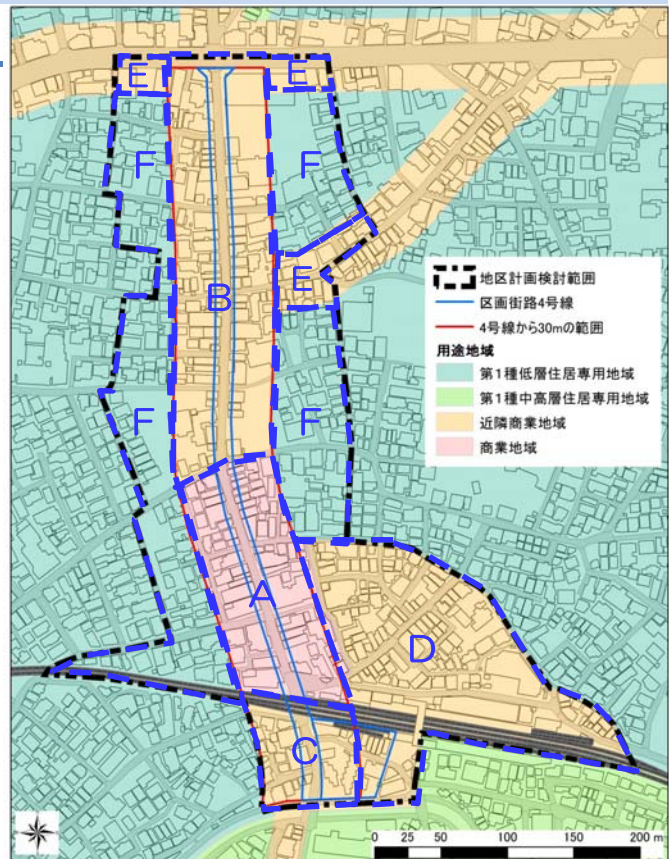 E
E
F
F
B
E
F
F
A
D
C
地区計画検討範囲
区画街路4号線
4号線から30mの範囲
用途地域
第1種低層住居専用地域
第1種中高層住居専用地域
近隣商業地域
商業地域
0 25 50 100 150 200 m